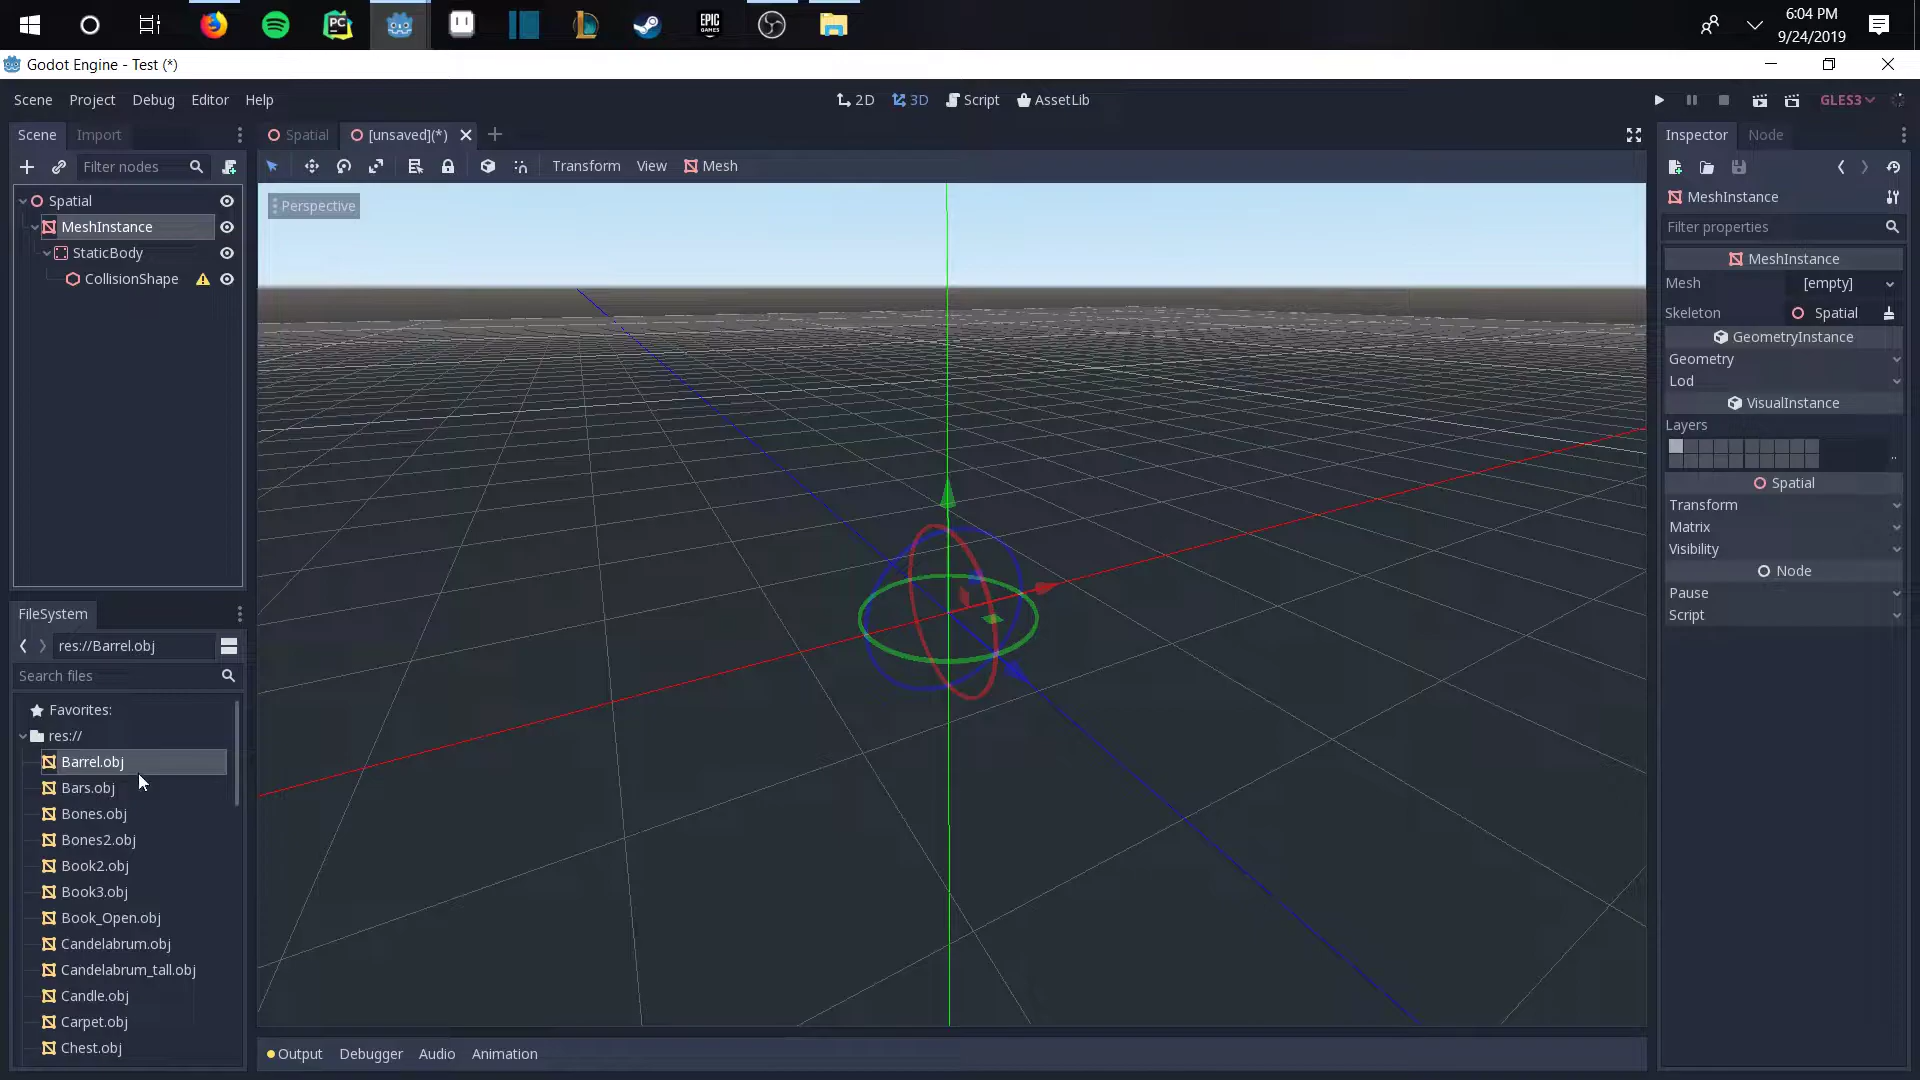 PC
EPIC GAMES
6:04 PM
9/24/2019
Godot Engine - Test (*)
Scene Project Debug Editor Help
2D 3D Script AssetLib
GLES3
Scene Import
Spatial [unsaved](*)
Inspector Node
Filter nodes
Transform View Mesh
Spatial
MeshInstance
StaticBody
CollisionShape
Perspective
MeshInstance
Filter properties
MeshInstance
Mesh [empty]
Skeleton Spatial
GeometryInstance
Geometry
Lod
VisualInstance
Layers
..
Spatial
Transform
Matrix
Visibility
Node
Pause
Script
FileSystem
res://Barrel.obj
Search files
Favorites:
res://
Barrel.obj
Bars.obj
Bones.obj
Bones2.obj
Book2.obj
Book3.obj
Book_Open.obj
Candelabrum.obj
Candelabrum_tall.obj
Candle.obj
Carpet.obj
Chest.obj
Output Debugger Audio Animation